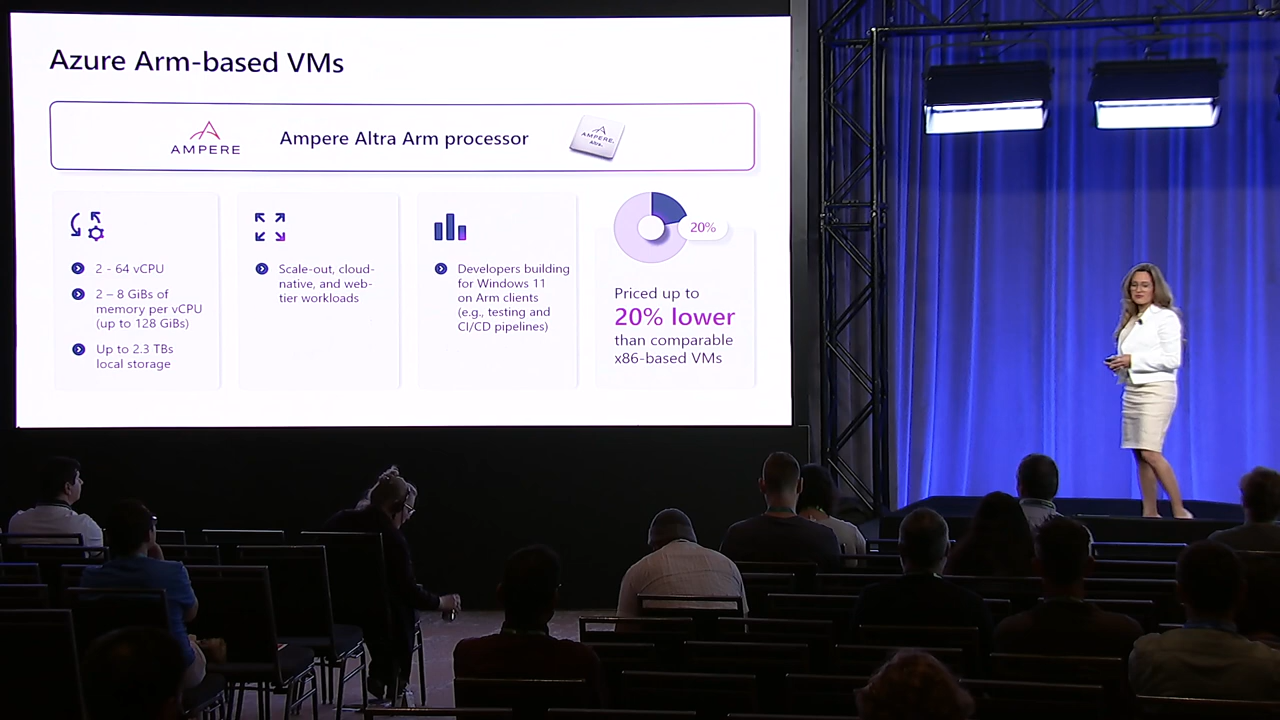 Azure Arm-based VMs
AMPERE
Ampere Altra Arm processor
AMPERE.
Altra.
2 - 64 vCPU
2 – 8 GiBs of
memory per vCPU
(up to 128 GiBs)
Up to 2.3 TBs
local storage
Scale-out, cloud-
native, and web-
tier workloads
Developers building
for Windows 11
on Arm clients
(e.g., testing and
CI/CD pipelines)
20%
Priced up to
20% lower
than comparable
x86-based VMs